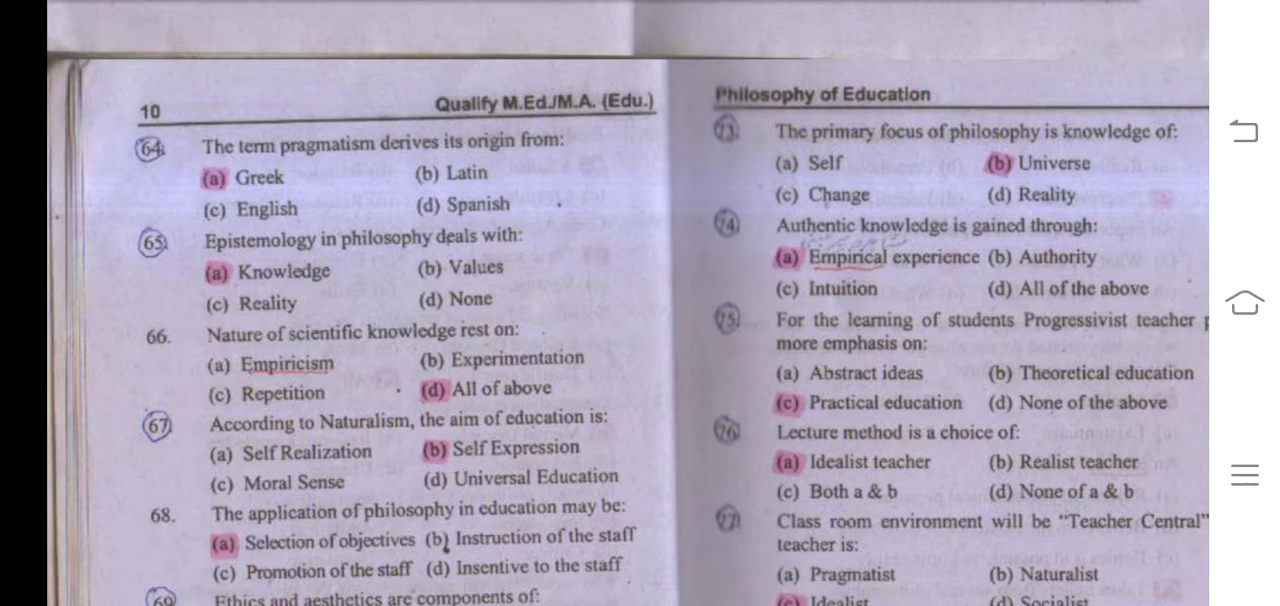 10
Qualify M.Ed./M.A. (Edu.)
64. The term pragmatism derives its origin from:
(a) Greek (b) Latin
(c) English (d) Spanish
65. Epistemology in philosophy deals with:
(a) Knowledge (b) Values
(c) Reality (d) None
66. Nature of scientific knowledge rest on:
(a) Empiricism (b) Experimentation
(c) Repetition (d) All of above
67. According to Naturalism, the aim of education is:
(a) Self Realization (b) Self Expression
(c) Moral Sense (d) Universal Education
68. The application of philosophy in education may be:
(a) Selection of objectives (b) Instruction of the staff
(c) Promotion of the staff (d) Insentive to the staff
69. Ethics and aesthetics are components of:
Philosophy of Education
73. The primary focus of philosophy is knowledge of:
(a) Self (b) Universe
(c) Change (d) Reality
74. Authentic knowledge is gained through:
(a) Empirical experience (b) Authority
(c) Intuition (d) All of the above
75. For the learning of students Progressivist teacher
more emphasis on:
(a) Abstract ideas (b) Theoretical education
(c) Practical education (d) None of the above
76. Lecture method is a choice of:
(a) Idealist teacher (b) Realist teacher
(c) Both a & b (d) None of a & b
77. Class room environment will be "Teacher Central"
teacher is:
(a) Pragmatist (b) Naturalist
(c) Idealist (d) Socialist